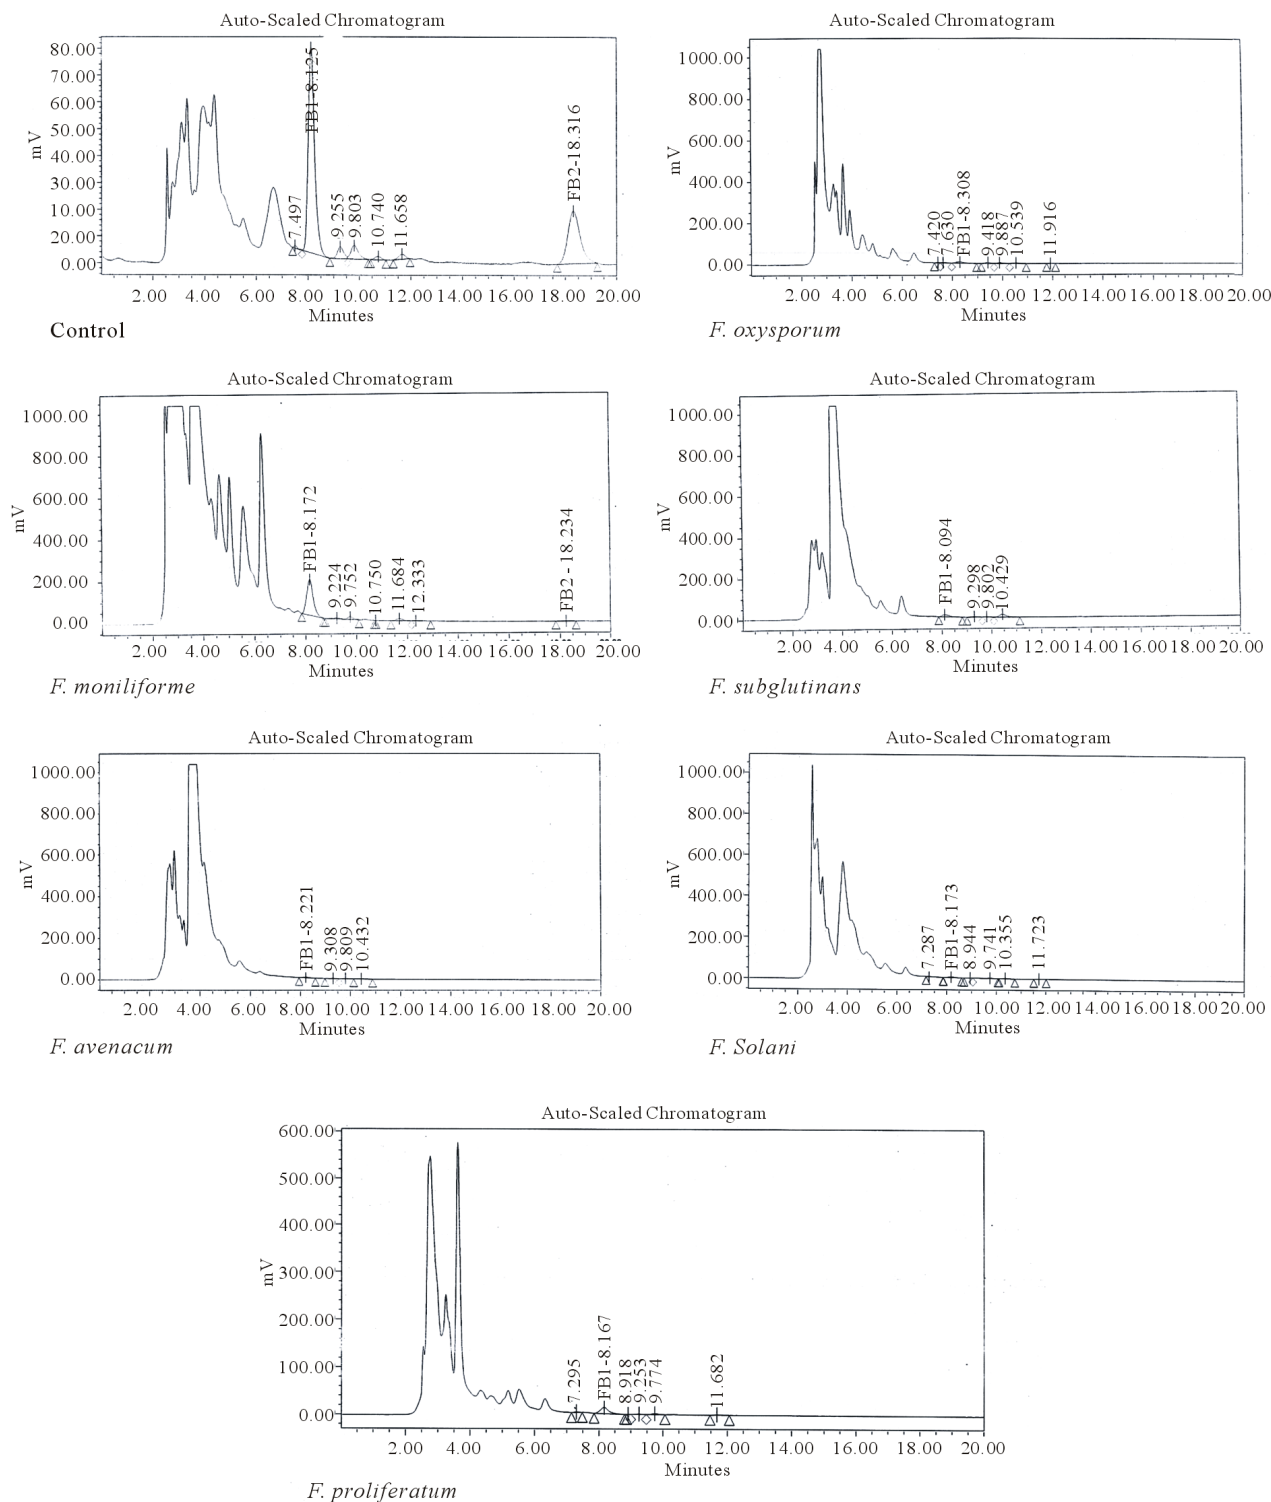 Auto-Scaled Chromatogram
80.00
70.00
60.00
50.00
40.00
30.00
10.00
20.00
0.00
mV
7.497
FB1-8.125
9.255
9.803
10.740
11.658
FB2-18.316
2.00 4.00 6.00 8.00 10.00 12.00 14.00 16.00 18.00 20.00
Minutes
Control
Auto-Scaled Chromatogram
1000.00
800.00
600.00
400.00
200.00
0.00
mV
7.420
7.630
FB1-8.308
9.418
9.887
10.539
11.916
2.00 4.00 6.00 8.00 10.00 12.00 14.00 16.00 18.00 20.00
Minutes
F. oxysporum
Auto-Scaled Chromatogram
1000.00
800.00
600.00
400.00
200.00
0.00
mV
FB1-8.172
9.224
9.752
10.750
11.684
12.333
FB2 - 18.234
2.00 4.00 6.00 8.00 10.00 12.00 14.00 16.00 18.00 20.00
Minutes
F. moniliforme
Auto-Scaled Chromatogram
1000.00
800.00
600.00
400.00
200.00
0.00
mV
FB1-8.094
9.298
9.802
10.429
2.00 4.00 6.00 8.00 10.00 12.00 14.00 16.00 18.00 20.00
Minutes
F. subglutinans
Auto-Scaled Chromatogram
1000.00
800.00
600.00
400.00
200.00
0.00
mV
FB1-8.221
9.308
9.809
10.432
2.00 4.00 6.00 8.00 10.00 12.00 14.00 16.00 18.00 20.00
Minutes
F. avenacum
Auto-Scaled Chromatogram
1000.00
800.00
600.00
400.00
200.00
0.00
mV
7.287
FB1-8.173
8.944
9.741
10.355
11.723
2.00 4.00 6.00 8.00 10.00 12.00 14.00 16.00 18.00 20.00
Minutes
F. Solani
Auto-Scaled Chromatogram
600.00
500.00
400.00
300.00
200.00
100.00
0.00
mV
7.295
FB1-8.167
8.918
9.253
9.774
11.682
2.00 4.00 6.00 8.00 10.00 12.00 14.00 16.00 18.00 20.00
Minutes
F. proliferatum